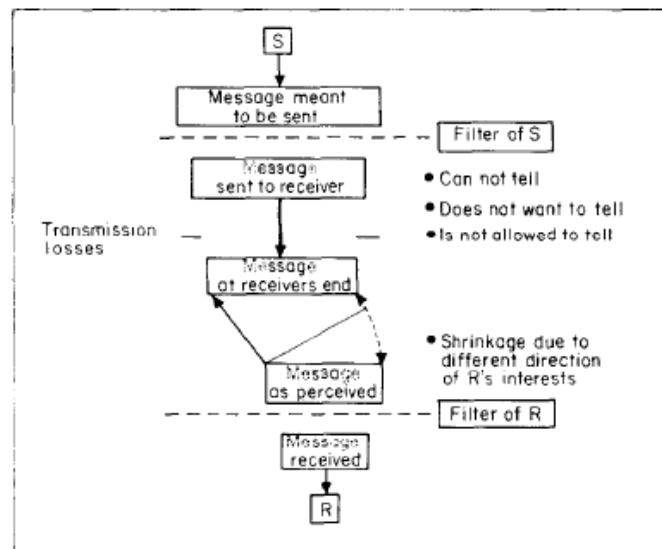 S
Message meant
to be sent
Filter of S
Message
sent to receiver
• Can not tell
• Does not want to tell
Transmission
losses
• Is not allowed to tell
Message
at receivers end
• Shrinkage due to
different direction
of R's interests
Message
as perceived
Filter of R
Message
received
R